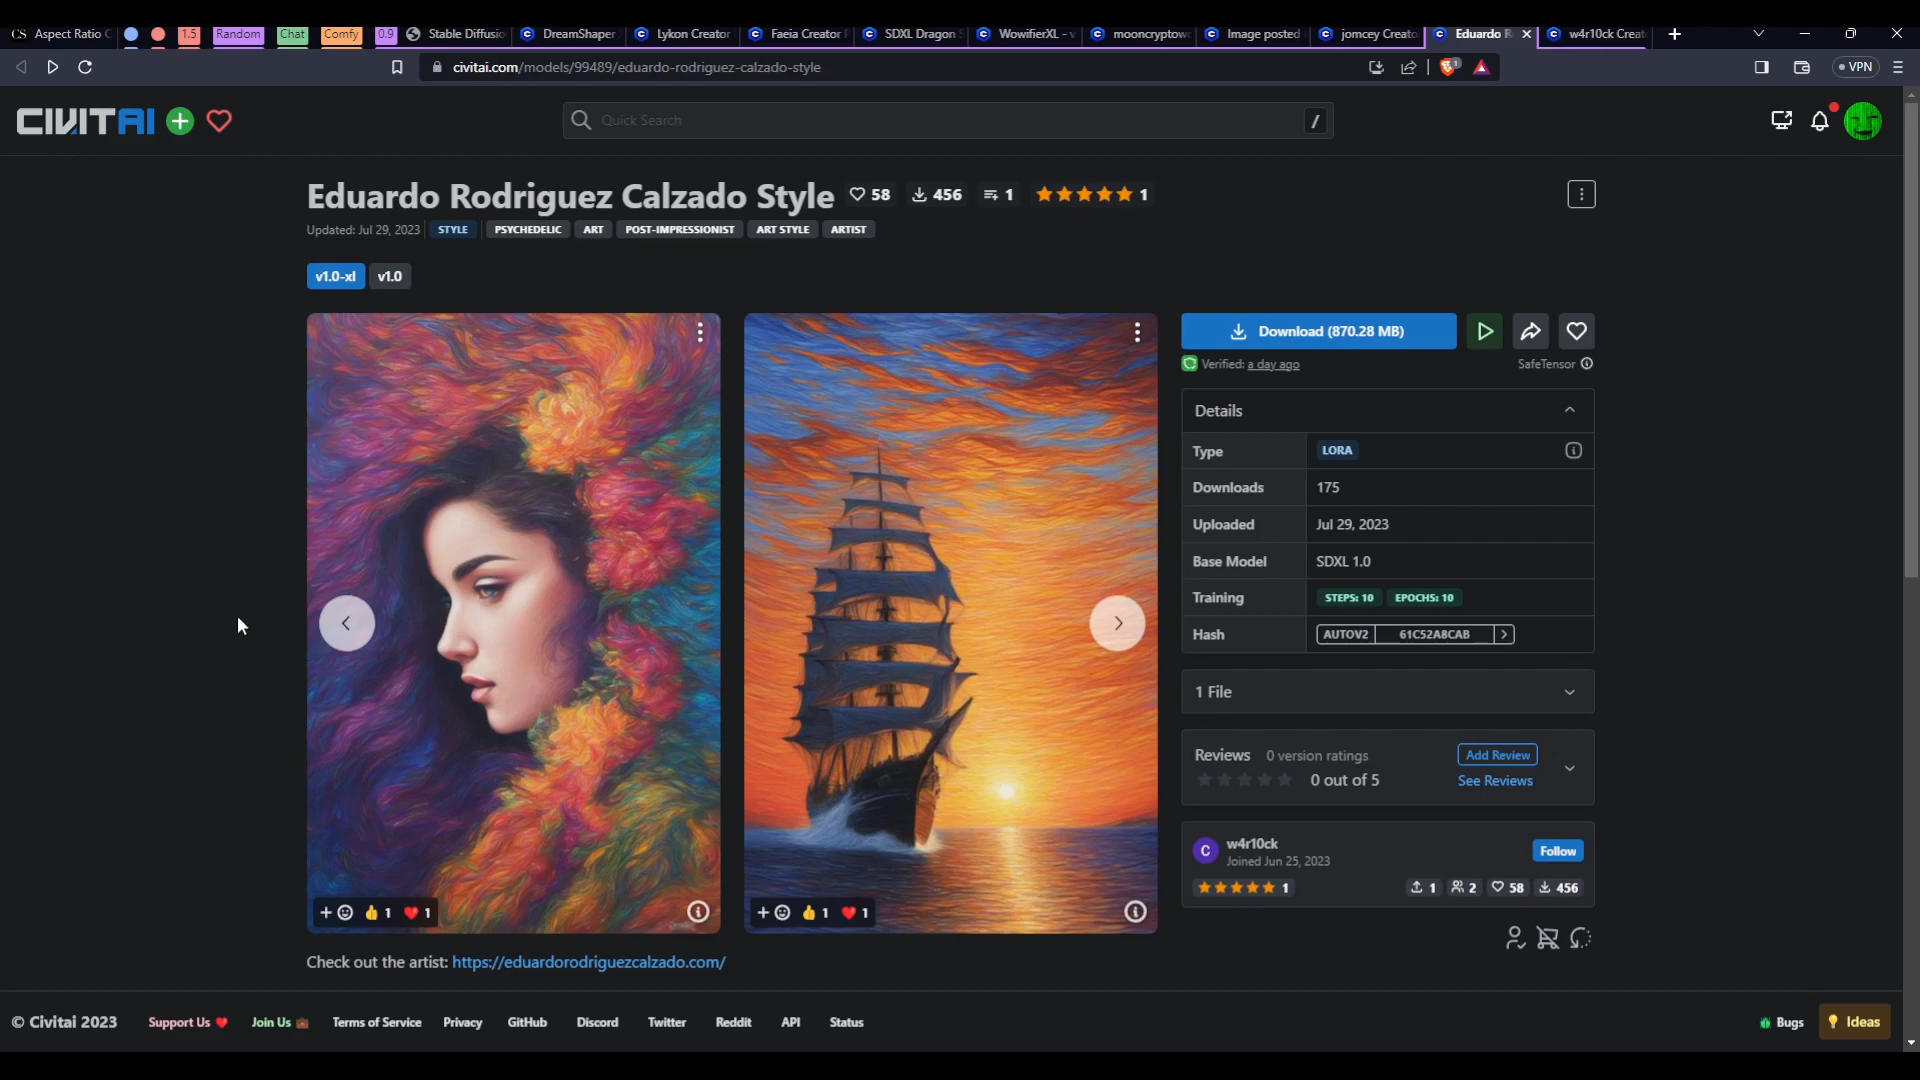 CS Aspect Ratio C 1.5 Random Chat Comfy 0.9 Stable Diffusio DreamShaper Lykon Creator Faeia Creator SDXL Dragon WowifierXL - v mooncryptow Image posted jomcey Creato Eduardo R w4r10ck Creat
civitai.com/models/99489/eduardo-rodriguez-calzado-style 1 VPN
CIVITAI Quick Search /
Eduardo Rodriguez Calzado Style 58 456 1 1
Updated: Jul 29, 2023 STYLE PSYCHEDELIC ART POST-IMPRESSIONIST ART STYLE ARTIST
v1.0-xl v1.0
Download (870.28 MB)
Verified: a day ago SafeTensor
Details
Type LORA
Downloads 175
Uploaded Jul 29, 2023
Base Model SDXL 1.0
Training STEPS: 10 EPOCHS: 10
Hash AUTOV2 61C52A8CAB
1 File
Reviews 0 version ratings Add Review
0 out of 5 See Reviews
C w4r10ck
Joined Jun 25, 2023 Follow
1 1 2 58 456
+ 1 1 + 1 1
Check out the artist: https://eduardorodriguezcalzado.com/
© Civitai 2023 Support Us Join Us Terms of Service Privacy GitHub Discord Twitter Reddit API Status Bugs Ideas